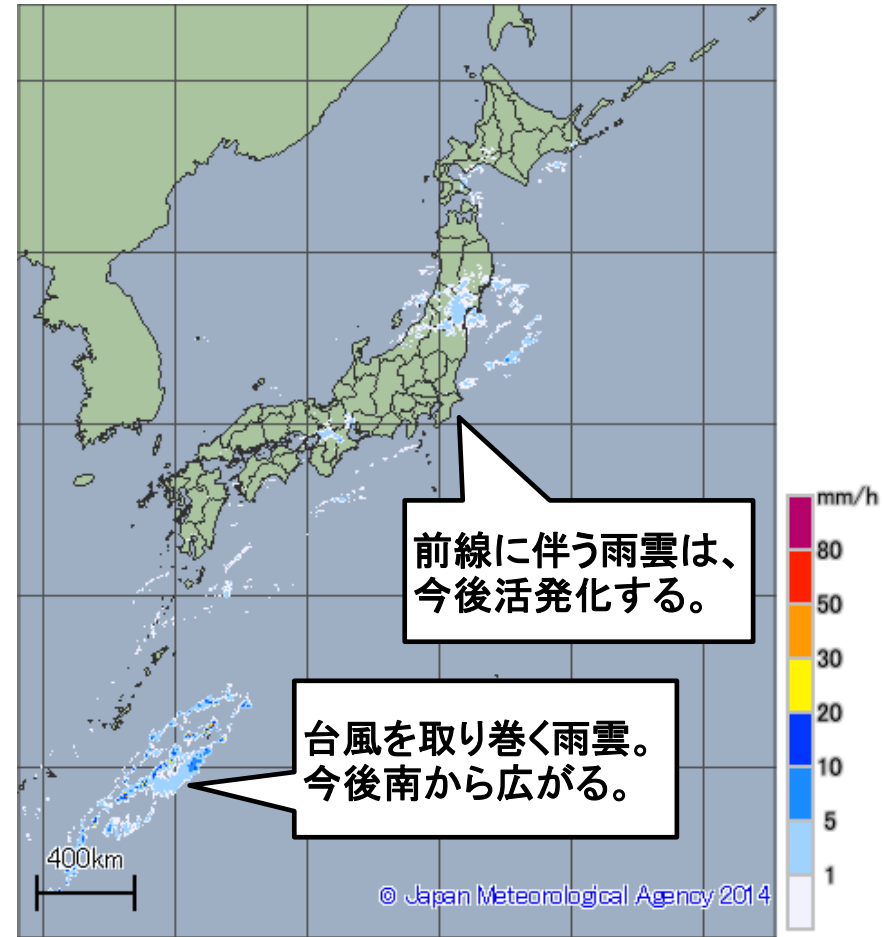 mm/h
80
50
30
20
10
5
1
前線に伴う雨雲は、
今後活発化する。
台風を取り巻く雨雲。
今後南から広がる。
400km
© Japan Meteorological Agency 2014